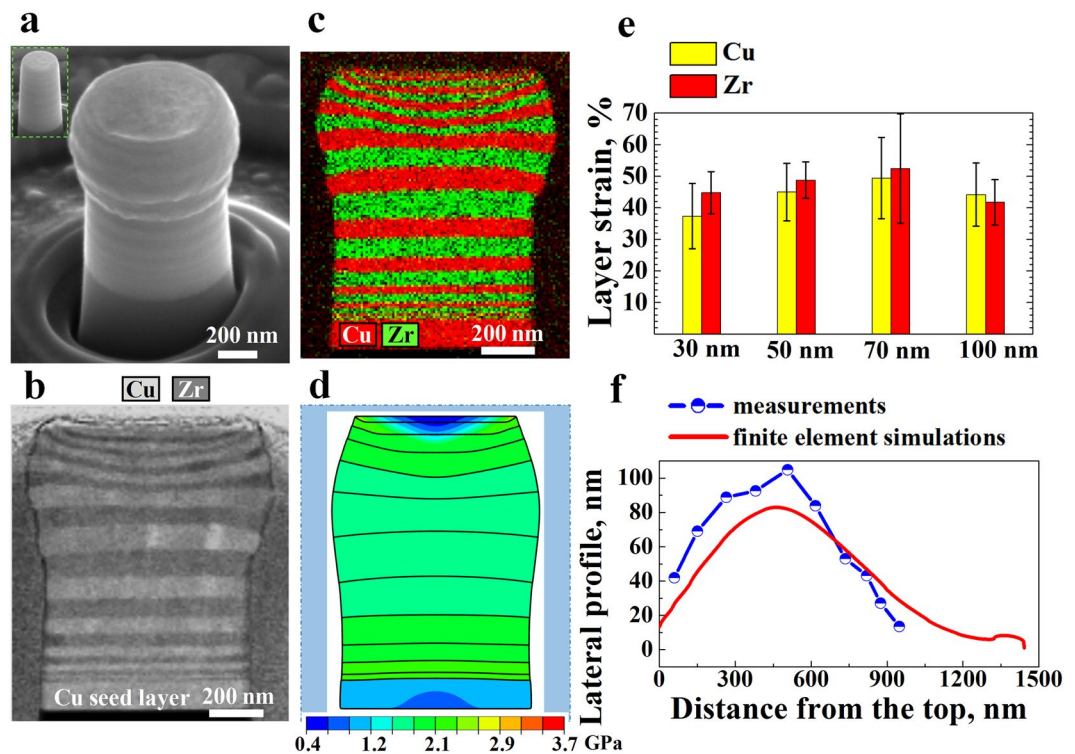 a
200 nm
b
Cu Zr
Cu seed layer 200 nm
c
Cu Zr 200 nm
d
0.4 1.2 2.1 2.9 3.7 GPa
e
Cu
Zr
Layer strain, %
70
60
50
40
30
20
10
30 nm 50 nm 70 nm 100 nm
f
measurements
finite element simulations
Lateral profile, nm
100
80
60
40
20
0
0 300 600 900 1200 1500
Distance from the top, nm